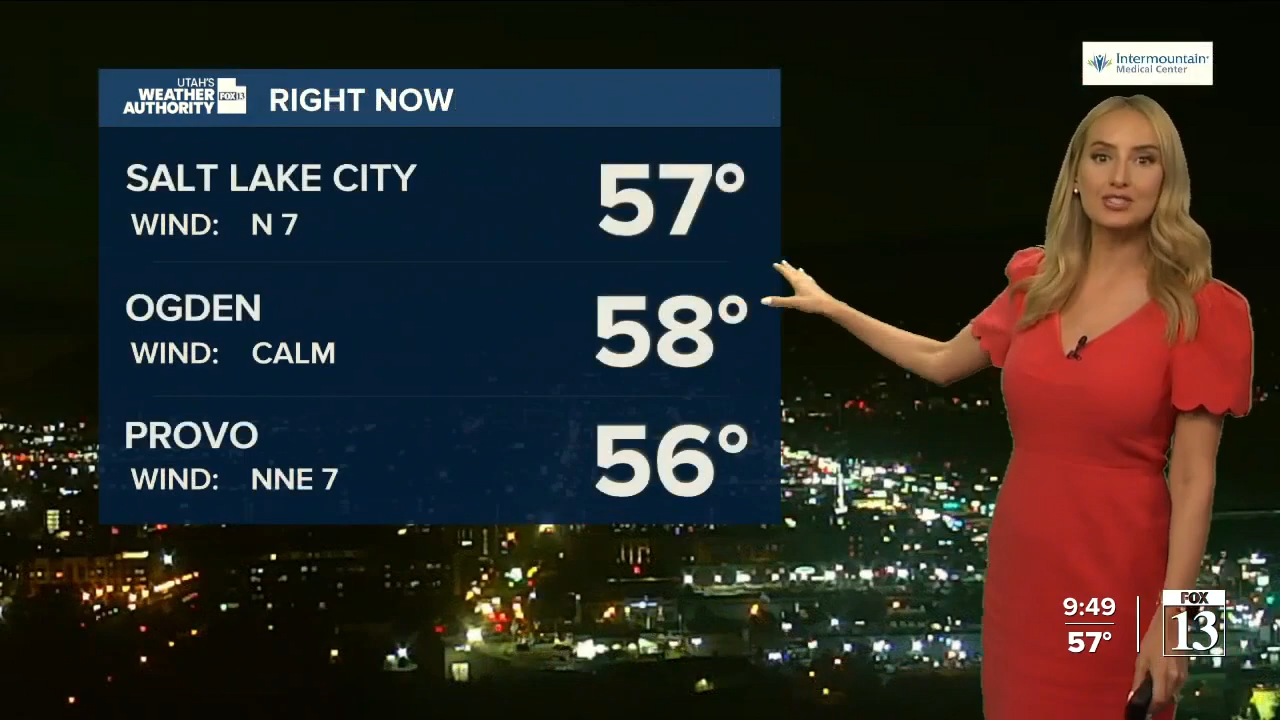 Intermountain
Medical Center
UTAH'S
WEATHER
AUTHORITY
FOX 13
RIGHT NOW
SALT LAKE CITY
57°
WIND: N 7
OGDEN
58°
WIND: CALM
PROVO
56°
WIND: NNE 7
9:49
57°
FOX
13